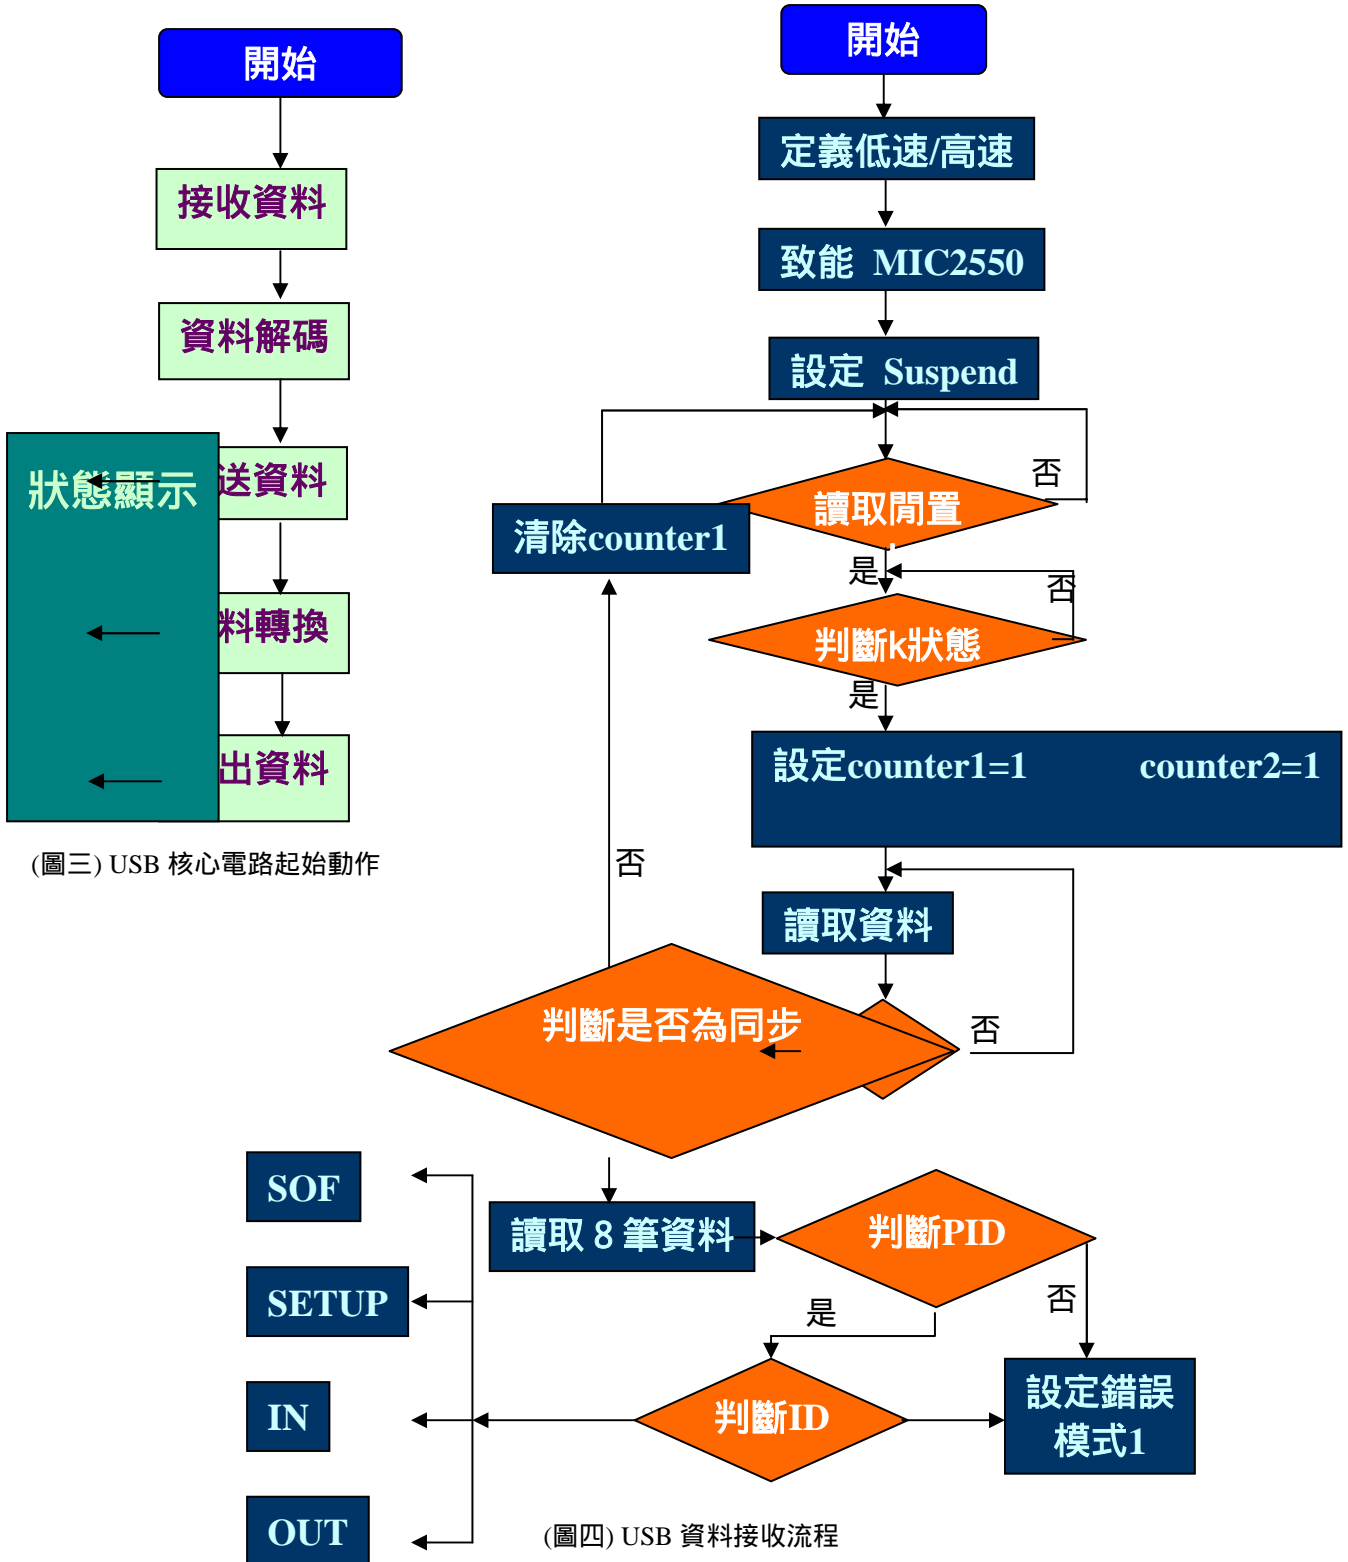 開始
接收資料
資料解碼
狀態顯示
送資料
料轉換
出資料
(圖三) USB 核心電路起始動作
開始
定義低速/高速
致能 MIC2550
設定 Suspend
讀取閒置
否
清除counter1
是
否
判斷k狀態
是
設定counter1=1 counter2=1
否
讀取資料
判斷是否為同步
否
SOF
SETUP
IN
OUT
讀取 8 筆資料
判斷PID
是
否
判斷ID
設定錯誤
模式1
(圖四) USB 資料接收流程